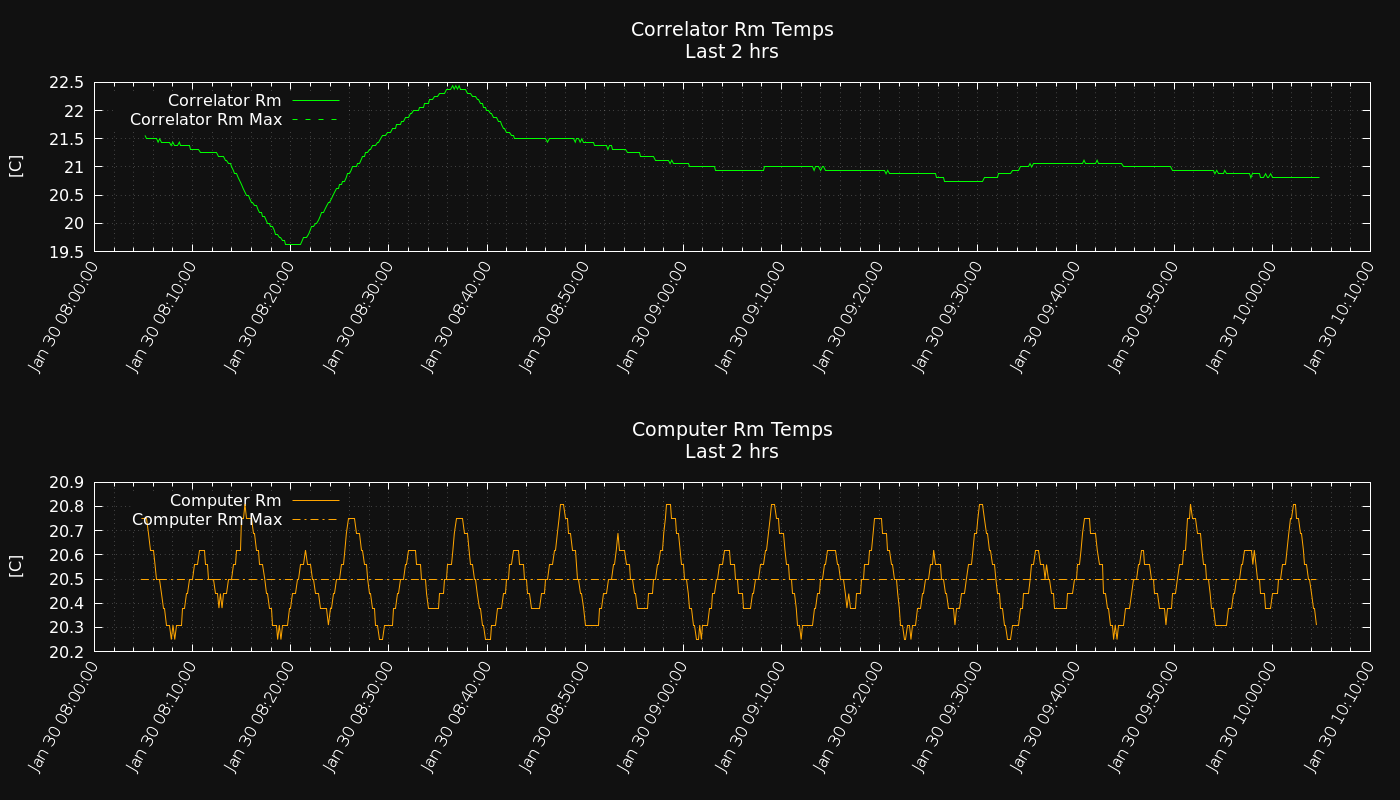 Correlator Rm Temps
Last 2 hrs
22.5
22
21.5
21
20.5
20
19.5
[C]
Correlator Rm
Correlator Rm Max
Jan 30 08:00:00
Jan 30 08:10:00
Jan 30 08:20:00
Jan 30 08:30:00
Jan 30 08:40:00
Jan 30 08:50:00
Jan 30 09:00:00
Jan 30 09:10:00
Jan 30 09:20:00
Jan 30 09:30:00
Jan 30 09:40:00
Jan 30 09:50:00
Jan 30 10:00:00
Jan 30 10:10:00
Computer Rm Temps
Last 2 hrs
20.9
20.8
20.7
20.6
20.5
20.4
20.3
20.2
[C]
Computer Rm
Computer Rm Max
Jan 30 08:00:00
Jan 30 08:10:00
Jan 30 08:20:00
Jan 30 08:30:00
Jan 30 08:40:00
Jan 30 08:50:00
Jan 30 09:00:00
Jan 30 09:10:00
Jan 30 09:20:00
Jan 30 09:30:00
Jan 30 09:40:00
Jan 30 09:50:00
Jan 30 10:00:00
Jan 30 10:10:00